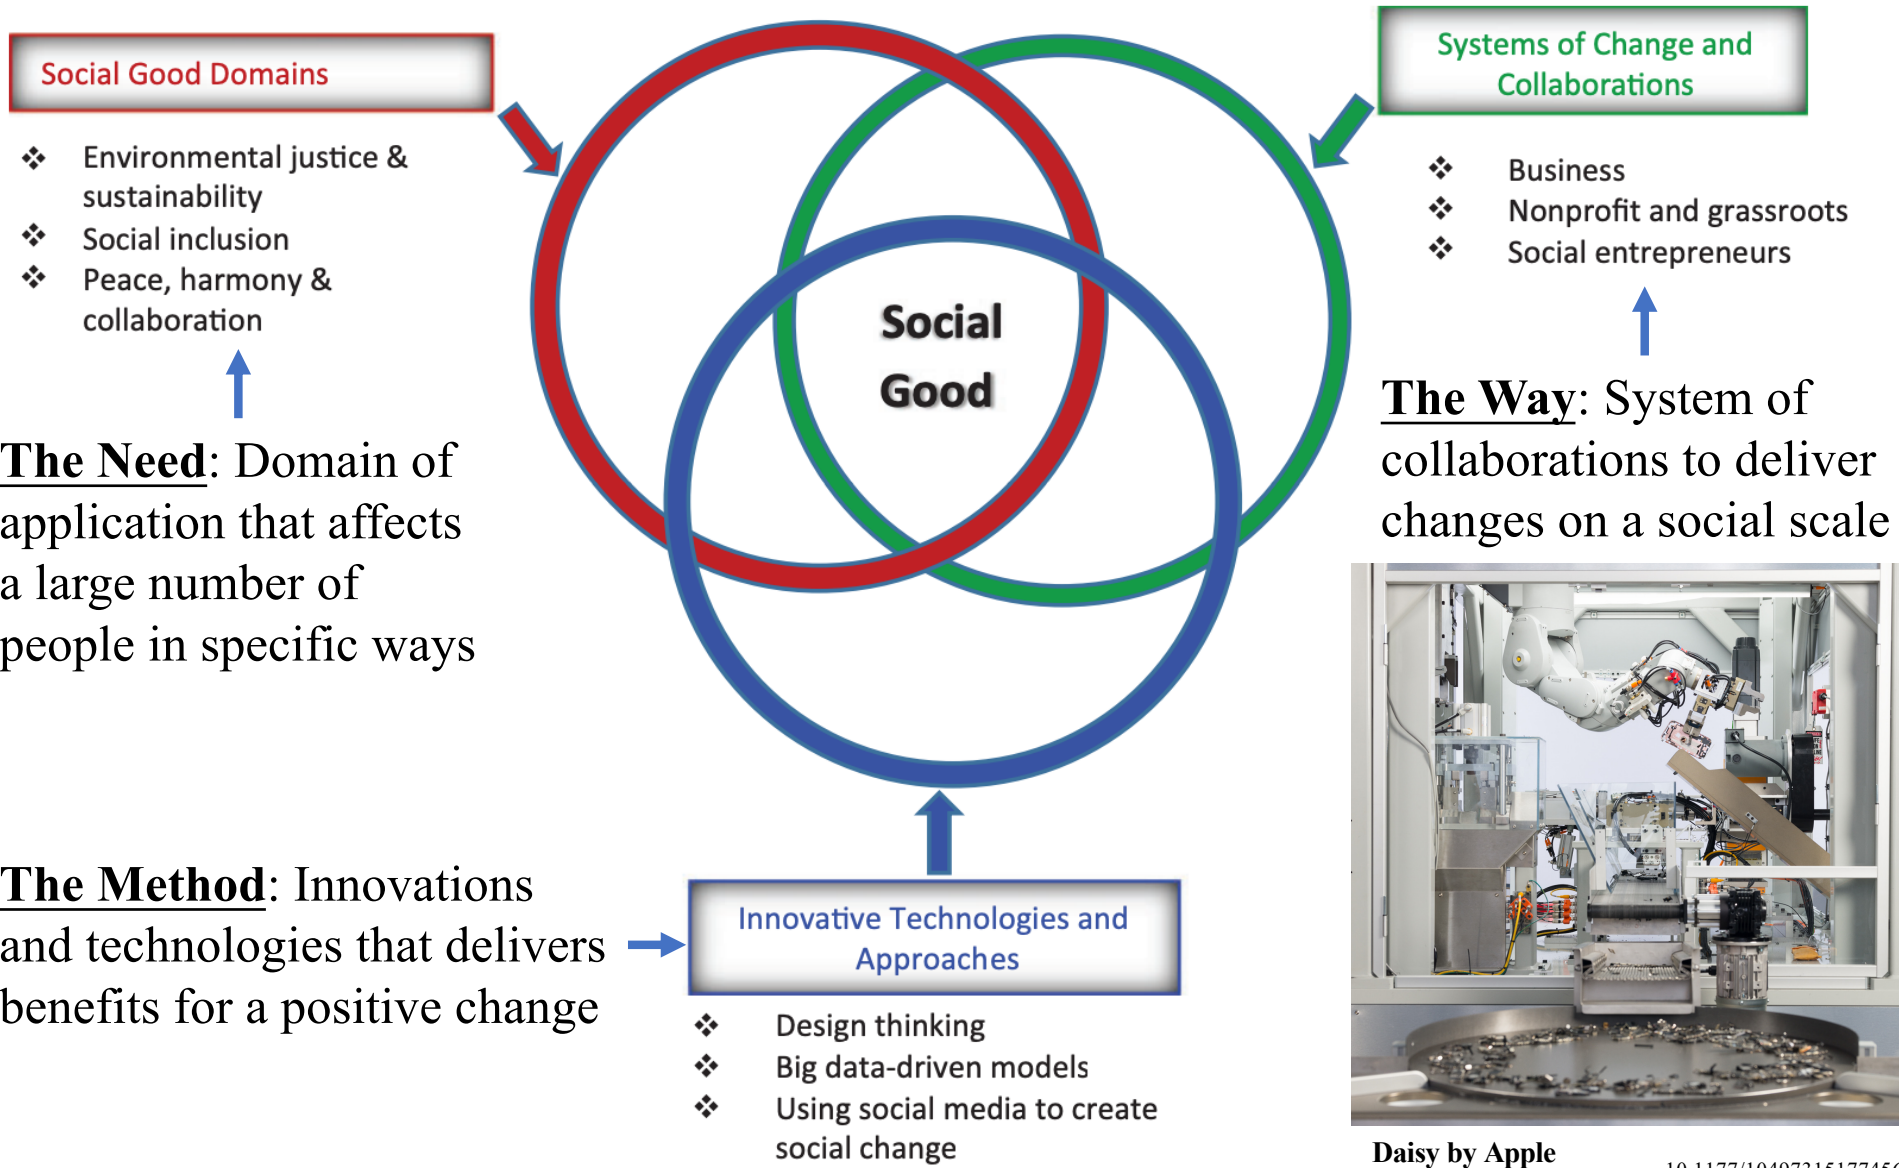 Social Good Domains
❖ Environmental justice &
sustainability
❖ Social inclusion
❖ Peace, harmony &
collaboration
The Need: Domain of
application that affects
a large number of
people in specific ways
Social
Good
Systems of Change and
Collaborations
❖ Business
❖ Nonprofit and grassroots
❖ Social entrepreneurs
The Way: System of
collaborations to deliver
changes on a social scale
The Method: Innovations
and technologies that delivers
benefits for a positive change
Innovative Technologies and
Approaches
❖ Design thinking
❖ Big data-driven models
❖ Using social media to create
social change
Daisy by Apple